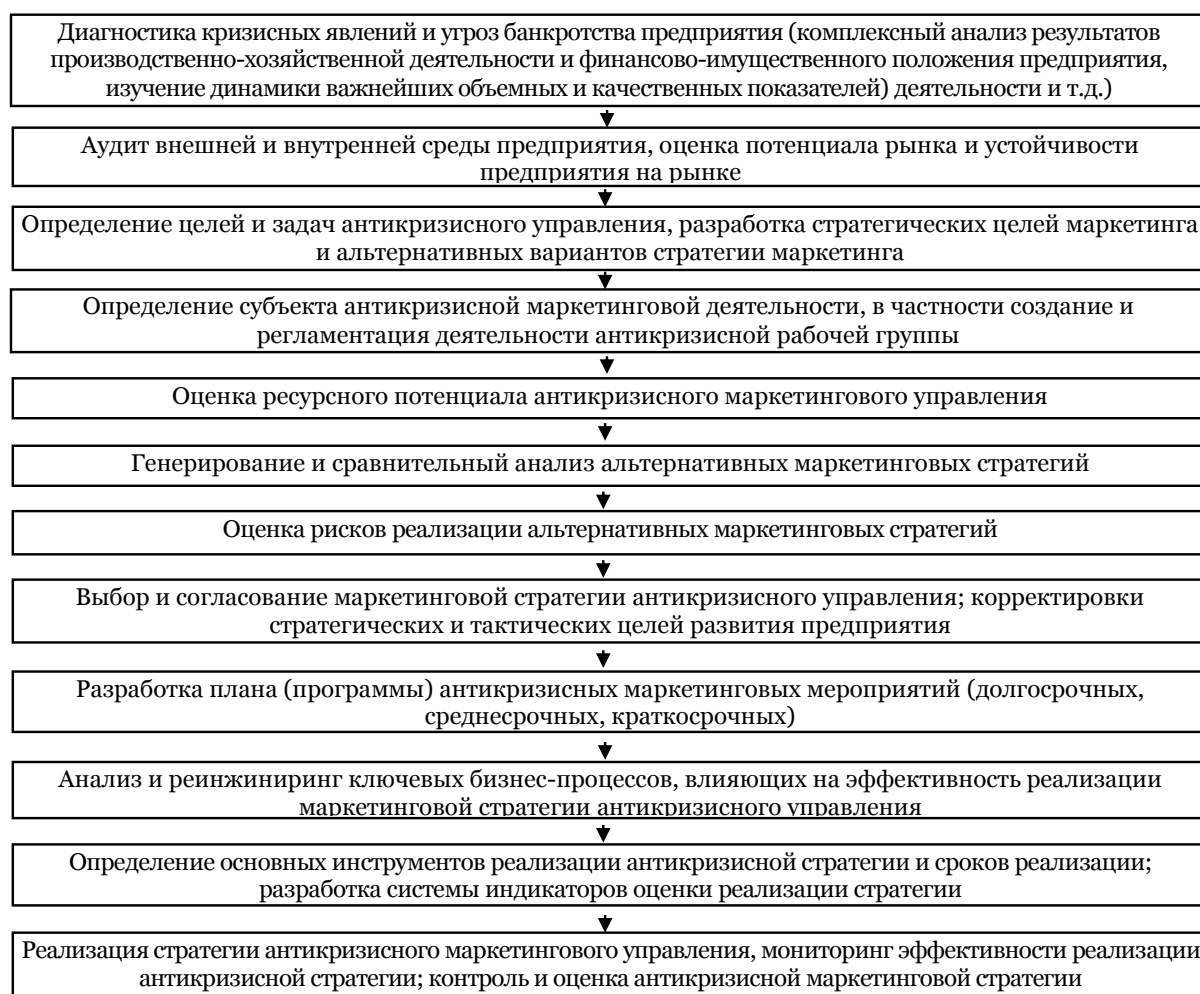 Диагностика кризисных явлений и угроз банкротства предприятия (комплексный анализ результатов
производственно-хозяйственной деятельности и финансово-имущественного положения предприятия,
изучение динамики важнейших объемных и качественных показателей) деятельности и т.д.)
Аудит внешней и внутренней среды предприятия, оценка потенциала рынка и устойчивости
предприятия на рынке
Определение целей и задач антикризисного управления, разработка стратегических целей маркетинга
и альтернативных вариантов стратегии маркетинга
Определение субъекта антикризисной маркетинговой деятельности, в частности создание и
регламентация деятельности антикризисной рабочей группы
Оценка ресурсного потенциала антикризисного маркетингового управления
Генерирование и сравнительный анализ альтернативных маркетинговых стратегий
Оценка рисков реализации альтернативных маркетинговых стратегий
Выбор и согласование маркетинговой стратегии антикризисного управления; корректировки
стратегических и тактических целей развития предприятия
Разработка плана (программы) антикризисных маркетинговых мероприятий (долгосрочных,
среднесрочных, краткосрочных)
Анализ и реинжиниринг ключевых бизнес-процессов, влияющих на эффективность реализации
маркетинговой стратегии антикризисного управления
Определение основных инструментов реализации антикризисной стратегии и сроков реализации;
разработка системы индикаторов оценки реализации стратегии
Реализация стратегии антикризисного маркетингового управления, мониторинг эффективности реализации
антикризисной стратегии; контроль и оценка антикризисной маркетинговой стратегии